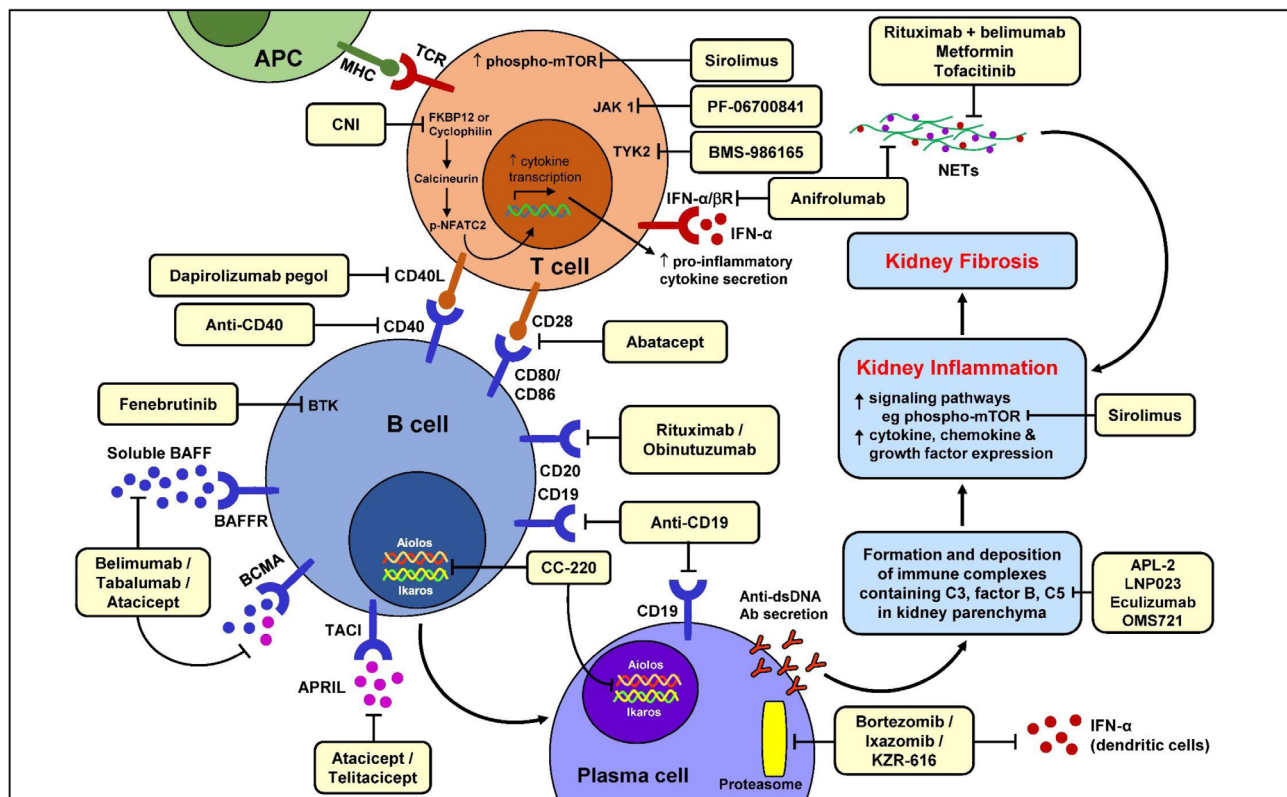 APC
MHC
TCR
↑ phospho-mTOR
Sirolimus
Rituximab + belimumab
Metformin
Tofacitinib
CNI
FKBP12 or
Cyclophilin
JAK 1
PF-06700841
Calcineurin
↑ cytokine
transcription
TYK2
BMS-986165
NETs
p-NFATC2
IFN-α/βR
Anifrolumab
IFN-α
T cell
↑ pro-inflammatory
cytokine secretion
Kidney Fibrosis
Dapirolizumab pegol
CD40L
Anti-CD40
CD40
CD28
Abatacept
CD80/
CD86
Kidney Inflammation
↑ signaling pathways
eg phospho-mTOR
↑ cytokine, chemokine &
growth factor expression
Sirolimus
Fenebrutinib
BTK
B cell
Rituximab /
Obinutuzumab
CD20
Soluble BAFF
BAFFR
CD19
Anti-CD19
Aiolos
Ikaros
CC-220
Belimumab /
Tabalumab /
Atacicept
BCMA
Formation and deposition
of immune complexes
containing C3, factor B, C5
in kidney parenchyma
APL-2
LNP023
Eculizumab
OMS721
TACI
CD19
Anti-dsDNA
Ab secretion
APRIL
Aiolos
Ikaros
Atacicept /
Telitacicept
Plasma cell
Proteasome
Bortezomib /
Ixazomib /
KZR-616
IFN-α
(dendritic cells)